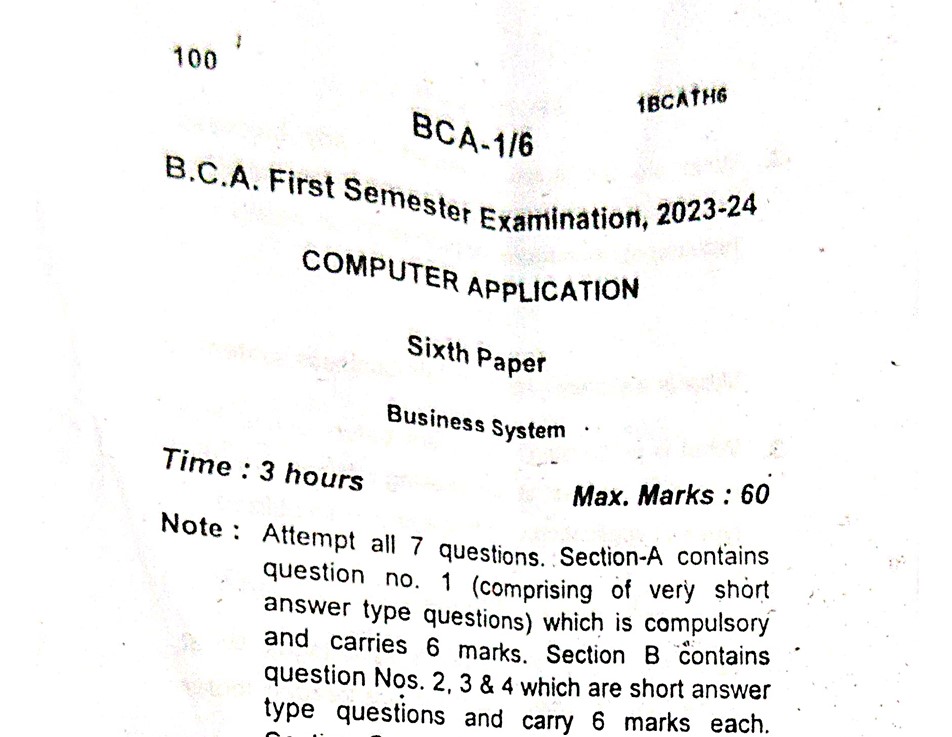 100
1BCATH6
BCA-1/6
B.C.A. First Semester Examination, 2023-24
COMPUTER APPLICATION
Sixth Paper
Business System
Time : 3 hours
Max. Marks : 60
Note : Attempt all 7 questions. Section-A contains
question no. 1 (comprising of very short
answer type questions) which is compulsory
and carries 6 marks. Section B contains
question Nos. 2, 3 & 4 which are short answer
type questions and carry 6 marks each.